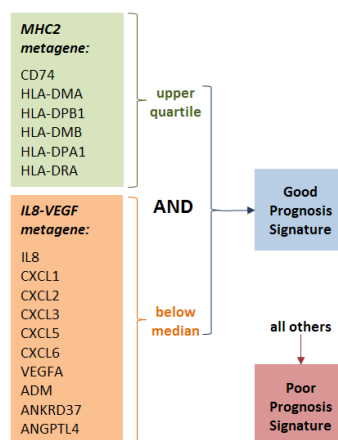 MHC2
metagene:
CD74
HLA-DMA
HLA-DPB1
HLA-DMB
HLA-DPA1
HLA-DRA
upper
quartile
IL8-VEGF
metagene:
IL8
CXCL1
CXCL2
CXCL3
CXCL5
CXCL6
VEGFA
ADM
ANKRD37
ANGPTL4
below
median
AND
Good
Prognosis
Signature
all others
Poor
Prognosis
Signature